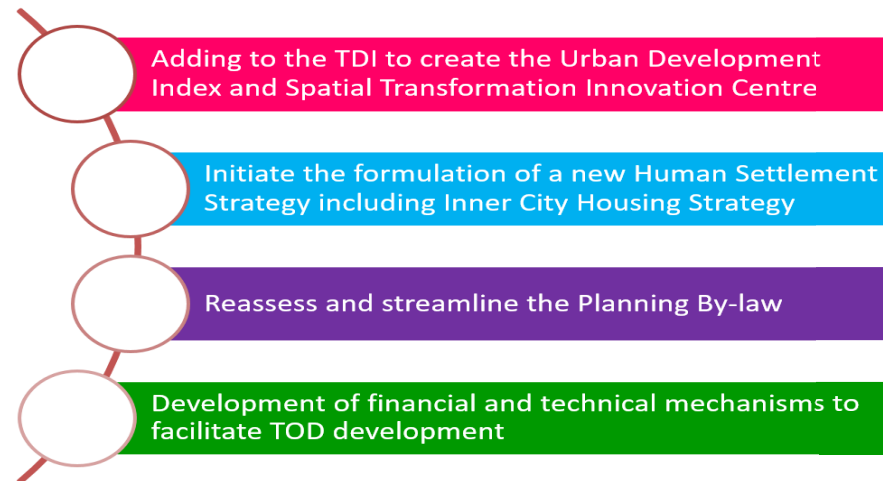 Adding to the TDI to create the Urban Development
Index and Spatial Transformation Innovation Centre
Initiate the formulation of a new Human Settlement
Strategy including Inner City Housing Strategy
Reassess and streamline the Planning By-law
Development of financial and technical mechanisms to
facilitate TOD development